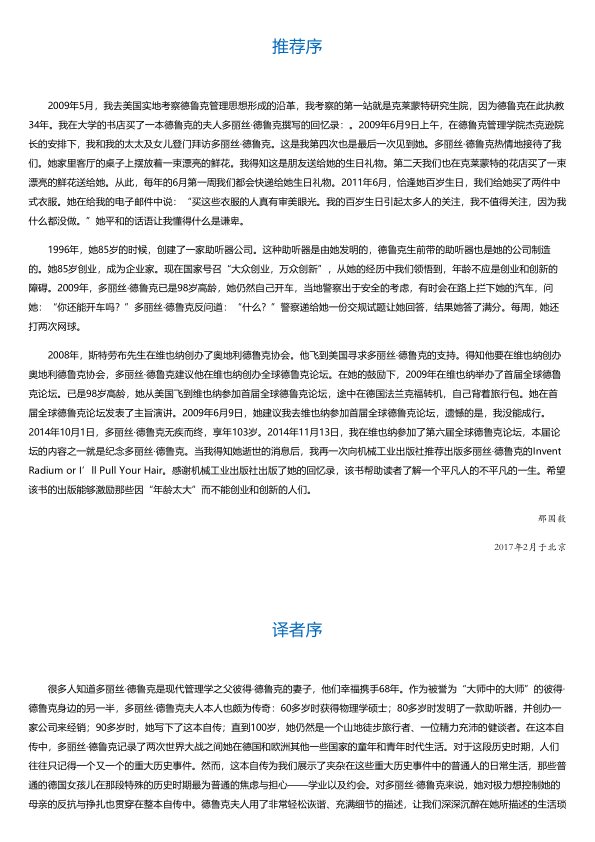 推荐序
2009年5月，我去美国实地考察德鲁克管理思想形成的沿革，我考察的第一站就是克莱蒙特研究生院，因为德鲁克在此执教
34年。我在大学的书店买了一本德鲁克的夫人多丽丝·德鲁克撰写的回忆录：。2009年6月9日上午，在德鲁克管理学院杰克逊院
长的安排下，我和我的太太及女儿登门拜访多丽丝·德鲁克。这是我第四次也是最后一次见到她。多丽丝·德鲁克热情地接待了我
们。她家里客厅的桌子上摆放着一束漂亮的鲜花。我得知这是朋友送给她的生日礼物。第二天我们也在克莱蒙特的花店买了一束
漂亮的鲜花送给她。从此，每年的6月第一周我们都会快递给她生日礼物。2011年6月，恰逢她百岁生日，我们给她买了两件中
式衣服。她在给我的电子邮件中说：“买这些衣服的人真有审美眼光。我的百岁生日引起太多人的关注，我不值得关注，因为我
什么都没做。”她平和的话语让我懂得什么是谦卑。
1996年，她85岁的时候，创建了一家助听器公司。这种助听器是由她发明的，德鲁克生前带的助听器也是她的公司制造
的。她85岁创业，成为企业家。现在国家号召“大众创业，万众创新”，从她的经历中我们领悟到，年龄不应是创业和创新的
障碍。2009年，多丽丝·德鲁克已是98岁高龄，她仍然自己开车，当地警察出于安全的考虑，有时会在路上拦下她的汽车，问
她：“你还能开车吗？”多丽丝·德鲁克反问道：“什么？”警察递给她一份交规试题让她回答，结果她答了满分。每周，她还
打两次网球。
2008年，斯特劳布先生在维也纳创办了奥地利德鲁克协会。他飞到美国寻求多丽丝·德鲁克的支持。得知他要在维也纳创办
奥地利德鲁克协会，多丽丝·德鲁克建议他在维也纳创办全球德鲁克论坛。在她的鼓励下，2009年在维也纳举办了首届全球德鲁
克论坛。已是98岁高龄，她从美国飞到维也纳参加首届全球德鲁克论坛，途中在德国法兰克福转机，自己背着旅行包。她在首
届全球德鲁克论坛发表了主旨演讲。2009年6月9日，她建议我去维也纳参加首届全球德鲁克论坛，遗憾的是，我没能成行。
2014年10月1日，多丽丝·德鲁克无疾而终，享年103岁。2014年11月13日，我在维也纳参加了第六届全球德鲁克论坛，本届论
坛的内容之一就是纪念多丽丝·德鲁克。当我得知她逝世的消息后，我再一次向机械工业出版社推荐出版多丽丝·德鲁克的Invent
Radium or I’ll Pull Your Hair。感谢机械工业出版社出版了她的回忆录，该书帮助读者了解一个平凡人的不平凡的一生。希望
该书的出版能够激励那些因“年龄太大”而不能创业和创新的人们。
那国毅
2017年2月于北京
译者序
很多人知道多丽丝·德鲁克是现代管理学之父彼得·德鲁克的妻子，他们幸福携手68年。作为被誉为“大师中的大师”的彼得·
德鲁克身边的另一半，多丽丝·德鲁克夫人本人也颇为传奇：60多岁时获得物理学硕士；80多岁时发明了一款助听器，并创办一
家公司来经销；90多岁时，她写下了这本自传；直到100岁，她仍然是一个山地徒步旅行者、一位精力充沛的健谈者。在这本自
传中，多丽丝·德鲁克记录了两次世界大战之间她在德国和欧洲其他一些国家的童年和青年时代生活。对于这段历史时期，人们
往往只记得一个又一个的重大历史事件。然而，这本自传为我们展示了夹杂在这些重大历史事件中的普通人的日常生活，那些普
通的德国女孩儿在那段特殊的历史时期最为普通的焦虑与担心——学业以及约会。对多丽丝·德鲁克来说，她对极力想控制她的
母亲的反抗与挣扎也贯穿在整本自传中。德鲁克夫人用了非常轻松诙谐、充满细节的描述，让我们深深沉醉在她所描述的生活琐